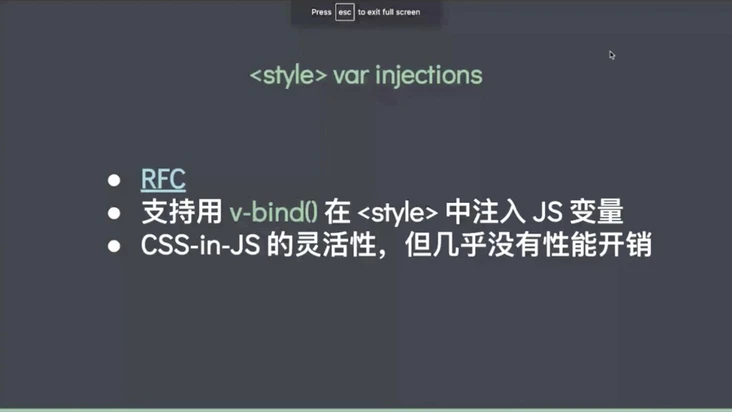 Press esc to exit full screen
<style> var injections
RFC
支持用 v-bind() 在 <style> 中注入 JS 变量
CSS-in-JS 的灵活性，但几乎没有性能开销